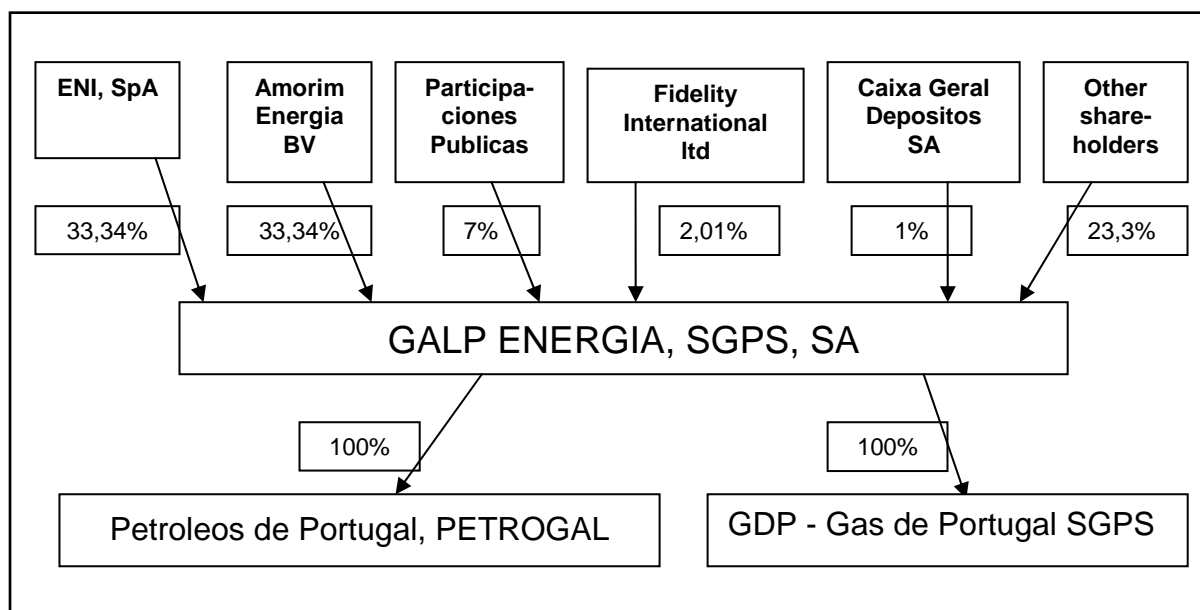 ENI, SpA
Amorim
Energia
BV
Participa-
ciones
Publicas
Fidelity
International
ltd
Caixa Geral
Depositos
SA
Other
share-
holders
33,34%
33,34%
7%
2,01%
1%
23,3%
GALP ENERGIA, SGPS, SA
100%
100%
Petroleos de Portugal, PETROGAL
GDP - Gas de Portugal SGPS